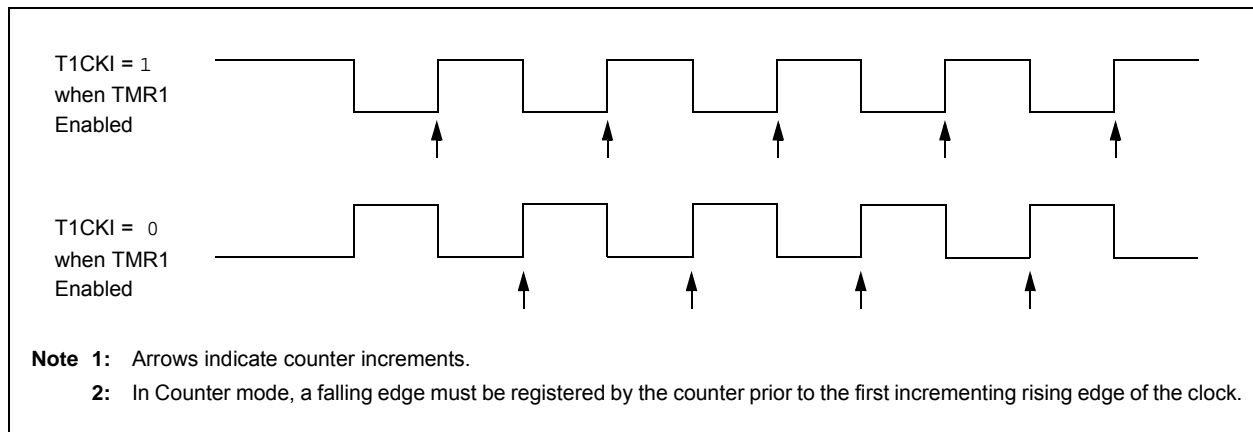 T1CKI = 1
when TMR1
Enabled
T1CKI = 0
when TMR1
Enabled
Note 1: Arrows indicate counter increments.
2: In Counter mode, a falling edge must be registered by the counter prior to the first incrementing rising edge of the clock.